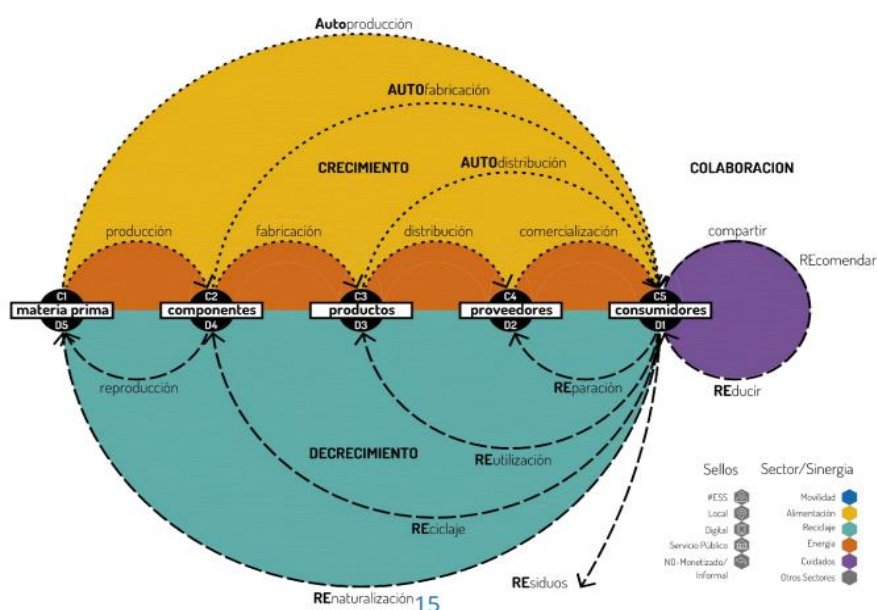 Autoproducción
AUTOfabricación
CRECIMIENTO
AUTOdistribución
COLABORACION
producción
fabricación
distribución
comercialización
compartir
REcomendar
C1
C2
C3
C4
C5
materia prima
componentes
productos
proveedores
consumidores
D5
D4
D3
D2
D1
reproducción
REparación
REducir
DECRECIMIENTO
REutilización
REciclaje
REsiduos
REnaturalización
15
Sellos
#ESS
Local
Digital
Servicio Público
NO-Monetizado/
Informal
Sector/Sinergia
Movilidad
Alimentación
Reciclaje
Energía
Cuidados
Otros Sectores